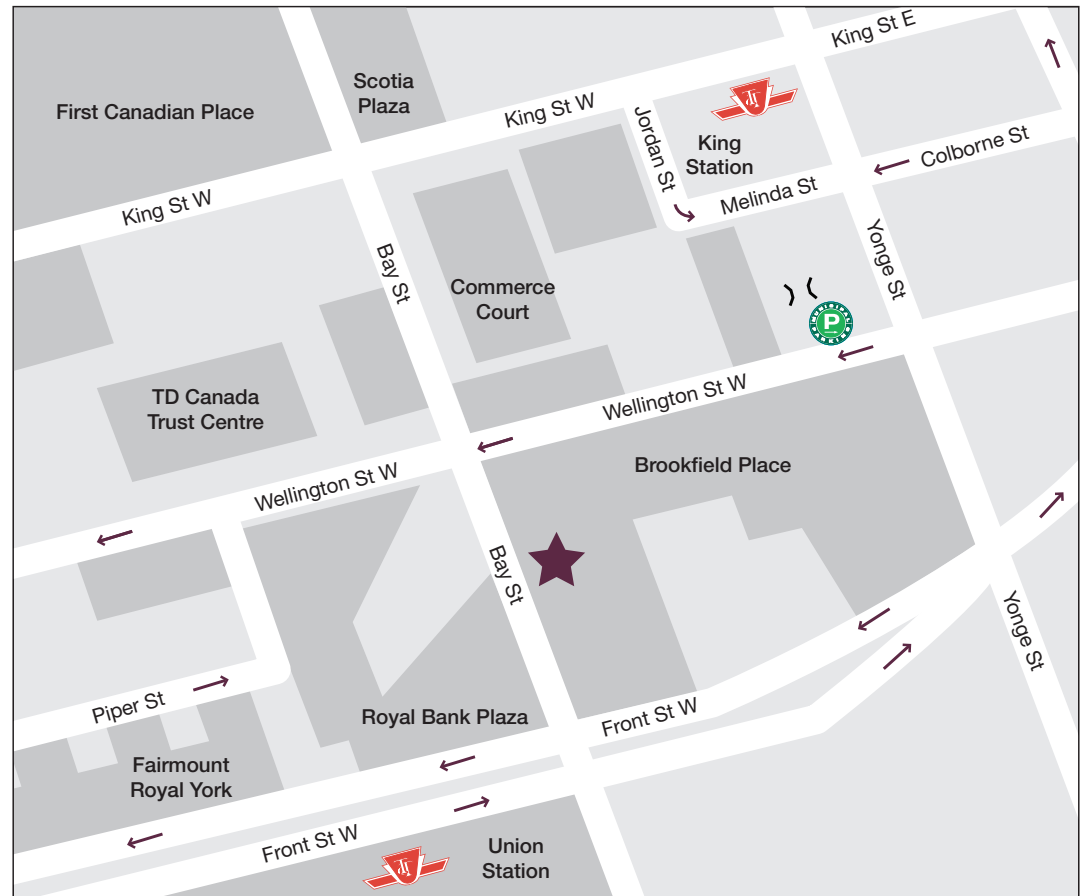 King St E
Scotia
Plaza
First Canadian Place
King St W
Jordan St
King
Station
Colborne St
Melinda St
King St W
Bay St
Yonge St
Commerce
Court
P
TD Canada
Trust Centre
Wellington St W
Brookfield Place
Wellington St W
Bay St
Yonge St
Piper St
Royal Bank Plaza
Front St W
Fairmount
Royal York
Front St W
Union
Station